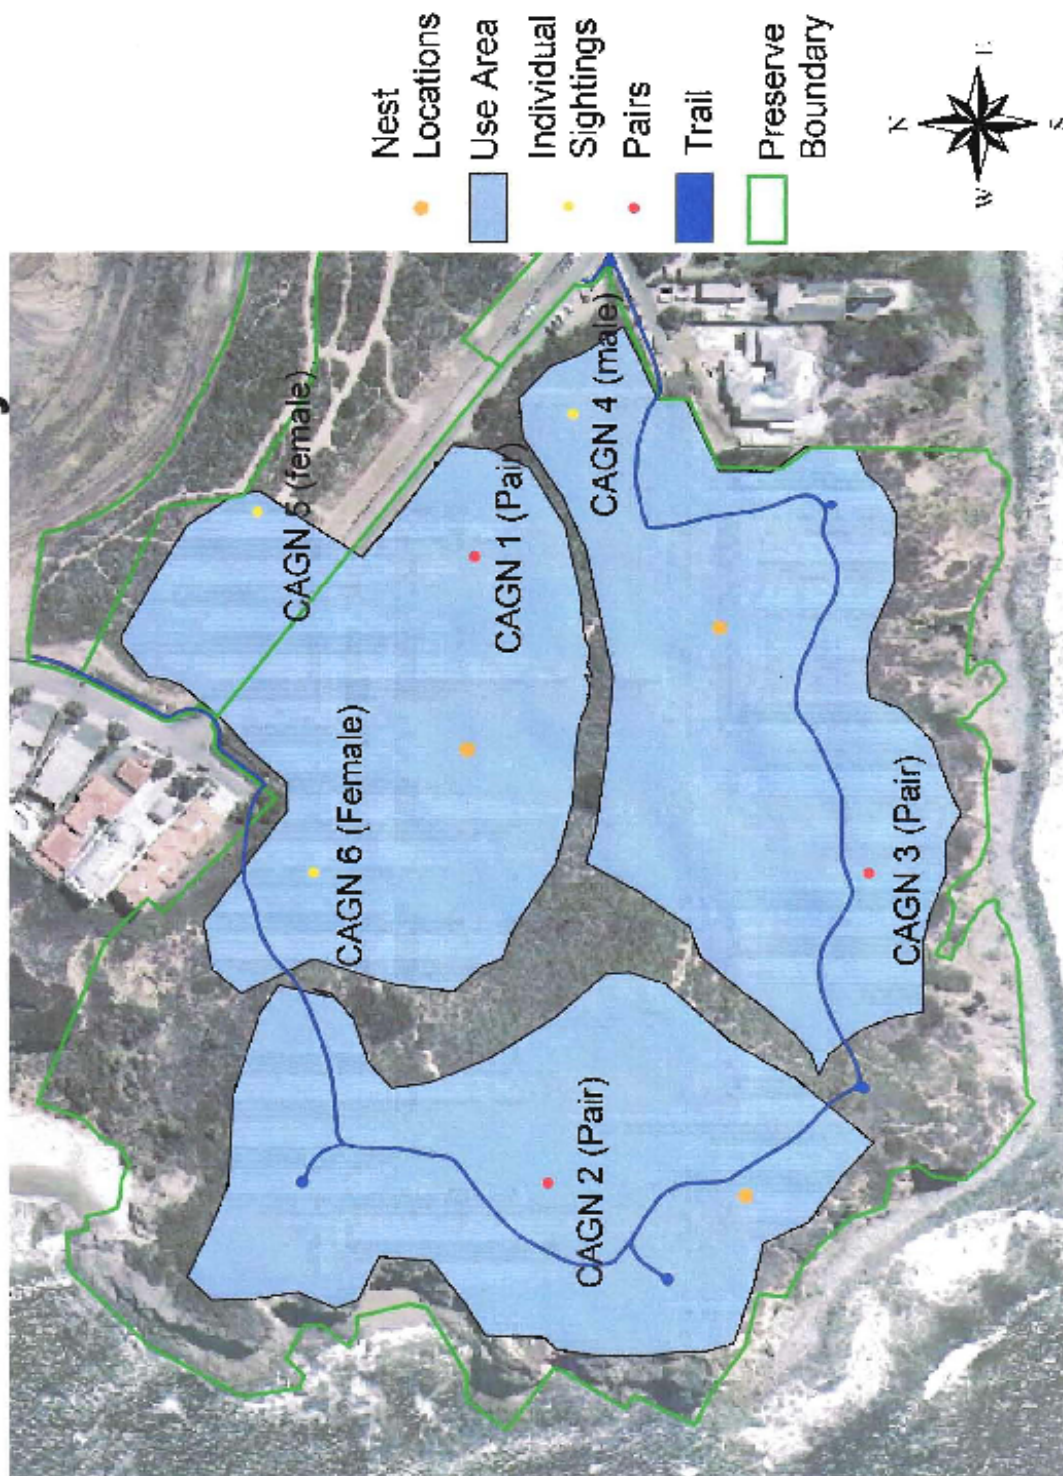 Nest
Locations
Use Area
Individual
Sightings
Pairs
Trail
Preserve
Boundary
N
E
S
W
CAGN 5 (female)
CAGN 4 (male)
CAGN 1 (Pair)
CAGN 6 (Female)
CAGN 3 (Pair)
CAGN 2 (Pair)